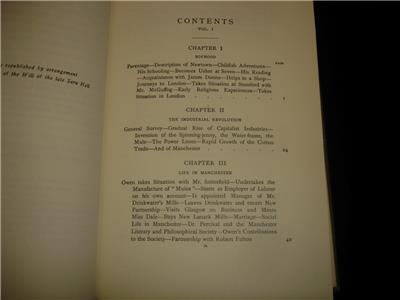 republished by arrangement
of the Will of the late Sara Hall
CONTENTS
VOL. I
CHAPTER I
BOYHOOD
PAGE
Parentage—Description of Newtown—Childish Adventures—
His Schooling—Becomes Usher at Seven—His Reading
—Acquaintance with James Donne—Helps in a Shop—
Journeys to London—Takes Situation at Stamford with
Mr. McGuffog—Early Religious Experiences—Takes
Situation in London
1
CHAPTER II
THE INDUSTRIAL REVOLUTION
General Survey—Gradual Rise of Capitalist Industries—
Invention of the Spinning-jenny, the Water-frame, the
Mule—The Power Loom—Rapid Growth of the Cotton
Trade—And of Manchester
24
CHAPTER III
LIFE IN MANCHESTER
Owen takes Situation with Mr. Satterfield—Undertakes the
Manufacture of "Mules"—Starts as Employer of Labour
on his own account—Is appointed Manager of Mr.
Drinkwater's Mills—Leaves Drinkwater and enters New
Partnership—Visits Glasgow on Business and Meets
Miss Dale—Buys New Lanark Mills—Marriage—Social
Life in Manchester—Dr. Percival and the Manchester
Literary and Philosophical Society—Owen's Contributions
to the Society—Partnership with Robert Fulton
40